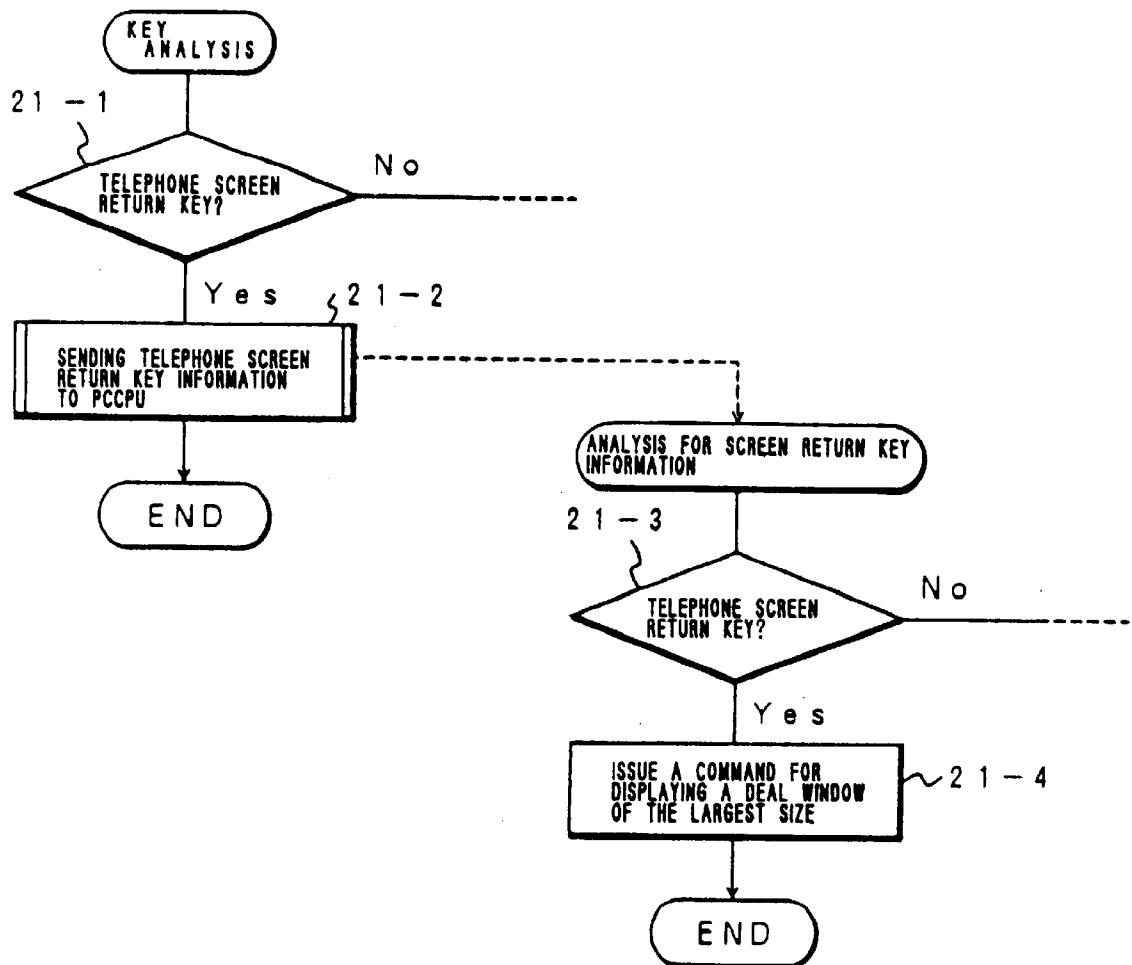 KEY
ANALYSIS
21-1
TELEPHONE SCREEN
RETURN KEY?
No
Yes
21-2
SENDING TELEPHONE SCREEN
RETURN KEY INFORMATION
TO PCCPU
END
ANALYSIS FOR SCREEN RETURN KEY
INFORMATION
21-3
TELEPHONE SCREEN
RETURN KEY?
No
Yes
ISSUE A COMMAND FOR
DISPLAYING A DEAL WINDOW
OF THE LARGEST SIZE
21-4
END